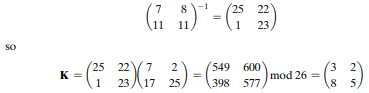 ( 7 8 )⁻¹ = ( 25 22 )
( 11 11 ) ( 1 23 )
so
K = ( 25 22 ) ( 7 2 ) = ( 549 600 ) mod 26 = ( 3 2 )
( 1 23 ) ( 17 25 ) ( 398 577 ) ( 8 5 )